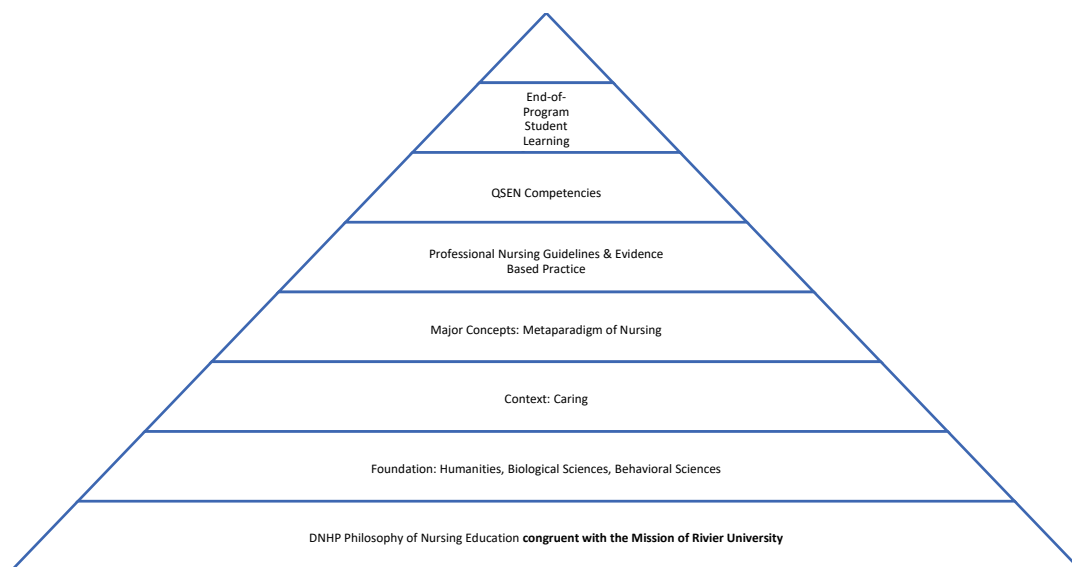 End-of-
Program
Student
Learning
QSEN Competencies
Professional Nursing Guidelines & Evidence
Based Practice
Major Concepts: Metaparadigm of Nursing
Context: Caring
Foundation: Humanities, Biological Sciences, Behavioral Sciences
DNHP Philosophy of Nursing Education congruent with the Mission of Rivier University